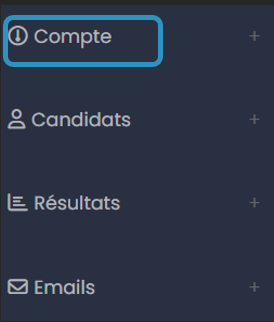 Compte +
Candidats +
Résultats +
Emails +